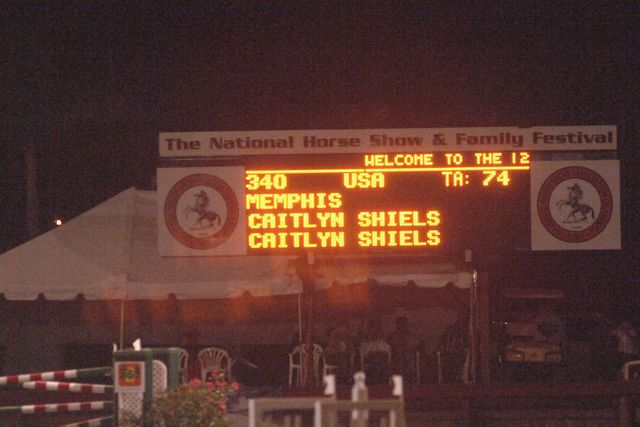 The National Horse Show & Family Festival
WELCOME TO THE 12
340 USA TA: 74
MEMPHIS
CAITLYN SHIELS
CAITLYN SHIELS